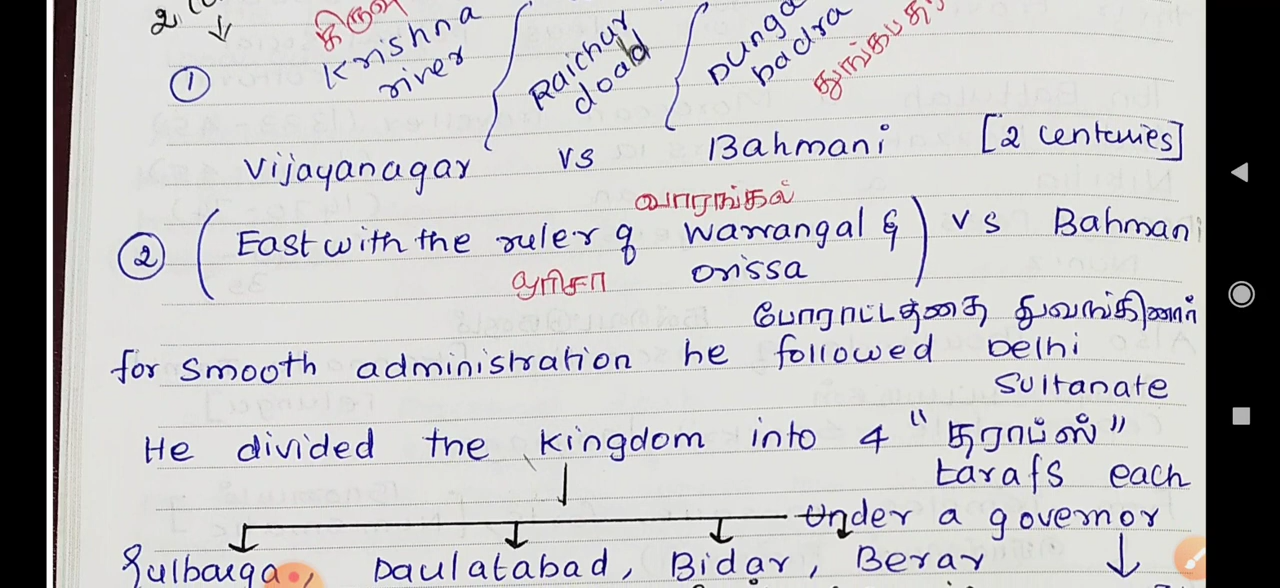 2
①
Krishna river
Raichur doab
badra
Vijayanagar vs Bahmani [2 centuries]
வாரங்கல்
② (East with the ruler of Warrangal & Orissa) vs Bahmani
ஒரிசா
போராட்டத்தை துவங்கினார்
for smooth administration he followed Delhi
Sultanate
He divided the kingdom into 4 "தராப்ஸ்"
tarafs each
under a governor
Gulbarga, Daulatabad, Bidar, Berar